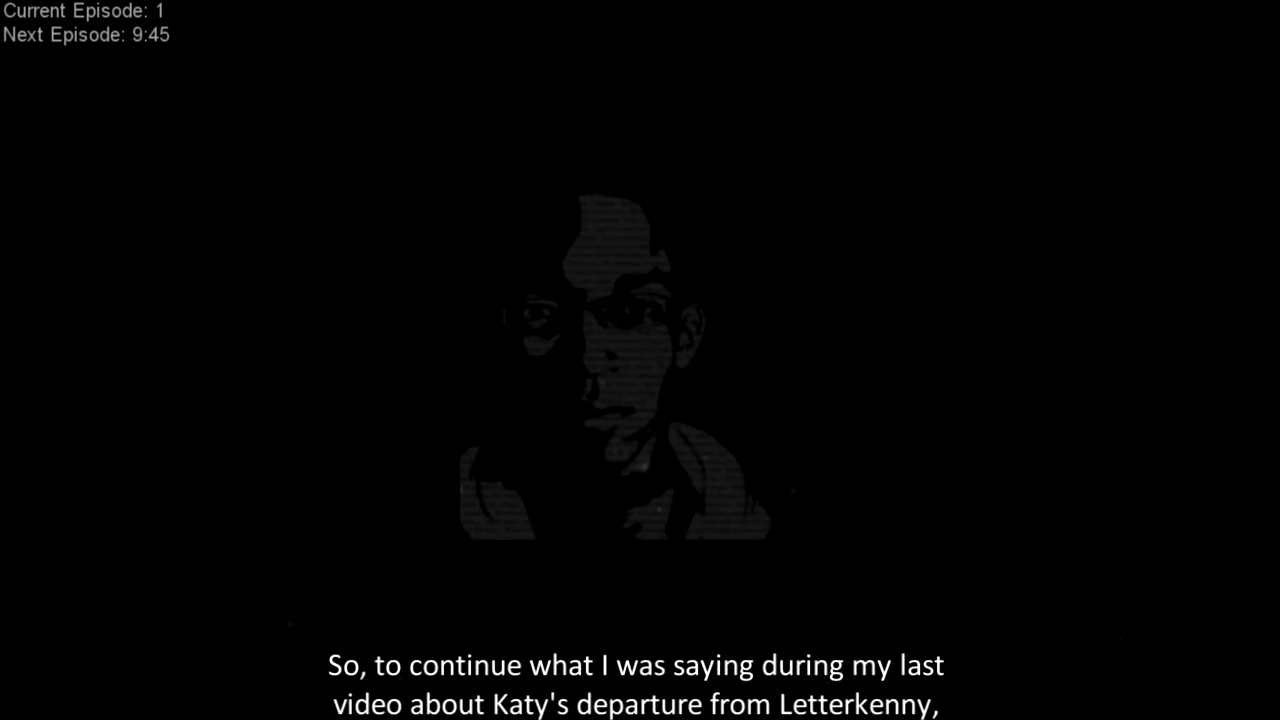 Current Episode: 1
Next Episode: 9:45
So, to continue what I was saying during my last
video about Katy's departure from Letterkenny,